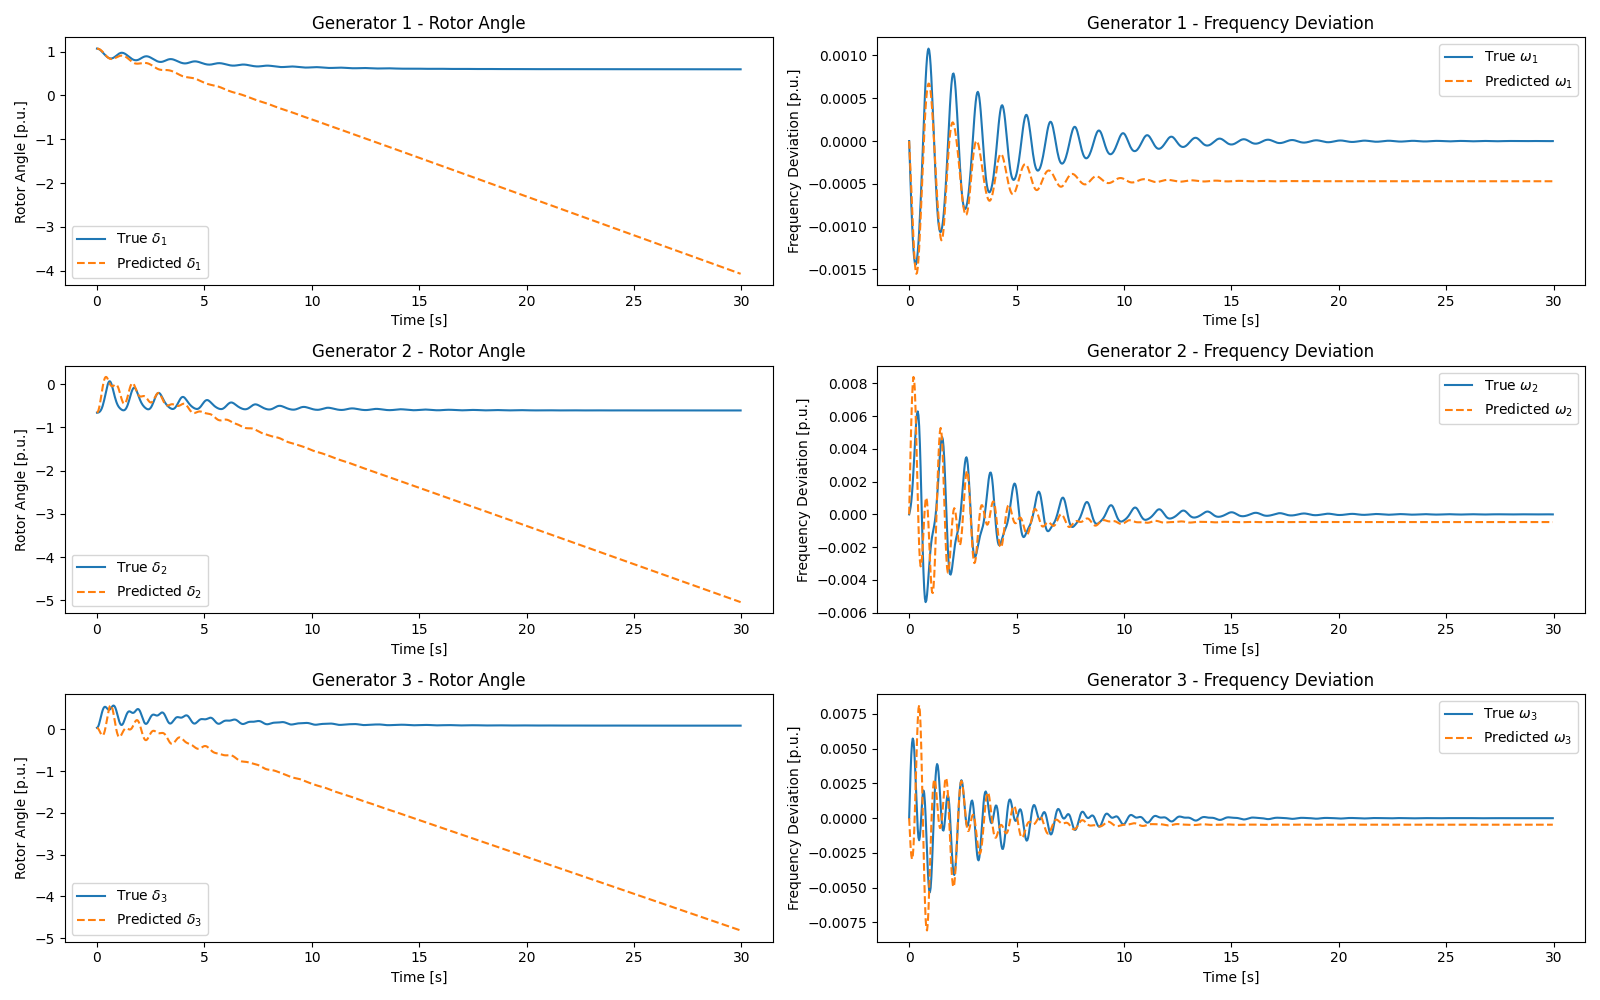 Generator 1 - Rotor Angle
Rotor Angle [p.u.]
1
0
−1
−2
−3
−4
True δ1
Predicted δ1
0 5 10 15 20 25 30
Time [s]
Generator 1 - Frequency Deviation
Frequency Deviation [p.u.]
0.0010
0.0005
0.0000
−0.0005
−0.0010
−0.0015
True ω1
Predicted ω1
0 5 10 15 20 25 30
Time [s]
Generator 2 - Rotor Angle
Rotor Angle [p.u.]
0
−1
−2
−3
−4
−5
True δ2
Predicted δ2
0 5 10 15 20 25 30
Time [s]
Generator 2 - Frequency Deviation
Frequency Deviation [p.u.]
0.008
0.006
0.004
0.002
0.000
−0.002
−0.004
−0.006
True ω2
Predicted ω2
0 5 10 15 20 25 30
Time [s]
Generator 3 - Rotor Angle
Rotor Angle [p.u.]
0
−1
−2
−3
−4
−5
True δ3
Predicted δ3
0 5 10 15 20 25 30
Time [s]
Generator 3 - Frequency Deviation
Frequency Deviation [p.u.]
0.0075
0.0050
0.0025
0.0000
−0.0025
−0.0050
−0.0075
True ω3
Predicted ω3
0 5 10 15 20 25 30
Time [s]